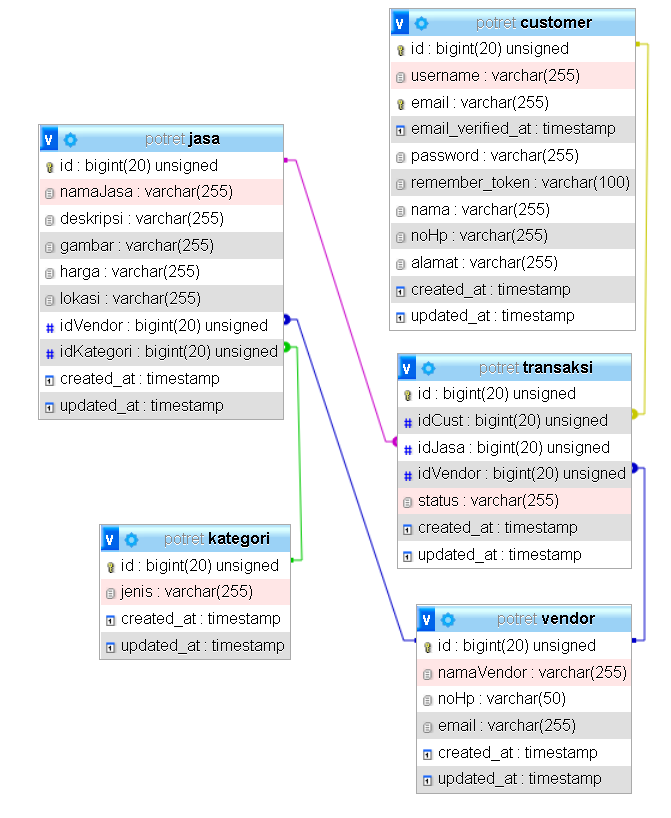 v potret customer
id : bigint(20) unsigned
username : varchar(255)
email : varchar(255)
email_verified_at : timestamp
password : varchar(255)
remember_token : varchar(100)
nama : varchar(255)
noHp : varchar(255)
alamat : varchar(255)
created_at : timestamp
updated_at : timestamp
v potret jasa
id : bigint(20) unsigned
namaJasa : varchar(255)
deskripsi : varchar(255)
gambar : varchar(255)
harga : varchar(255)
lokasi : varchar(255)
# idVendor : bigint(20) unsigned
# idKategori : bigint(20) unsigned
created_at : timestamp
updated_at : timestamp
v potret transaksi
id : bigint(20) unsigned
# idCust : bigint(20) unsigned
# idJasa : bigint(20) unsigned
# idVendor : bigint(20) unsigned
status : varchar(255)
created_at : timestamp
updated_at : timestamp
v potret kategori
id : bigint(20) unsigned
jenis : varchar(255)
created_at : timestamp
updated_at : timestamp
v potret vendor
id : bigint(20) unsigned
namaVendor : varchar(255)
noHp : varchar(50)
email : varchar(255)
created_at : timestamp
updated_at : timestamp